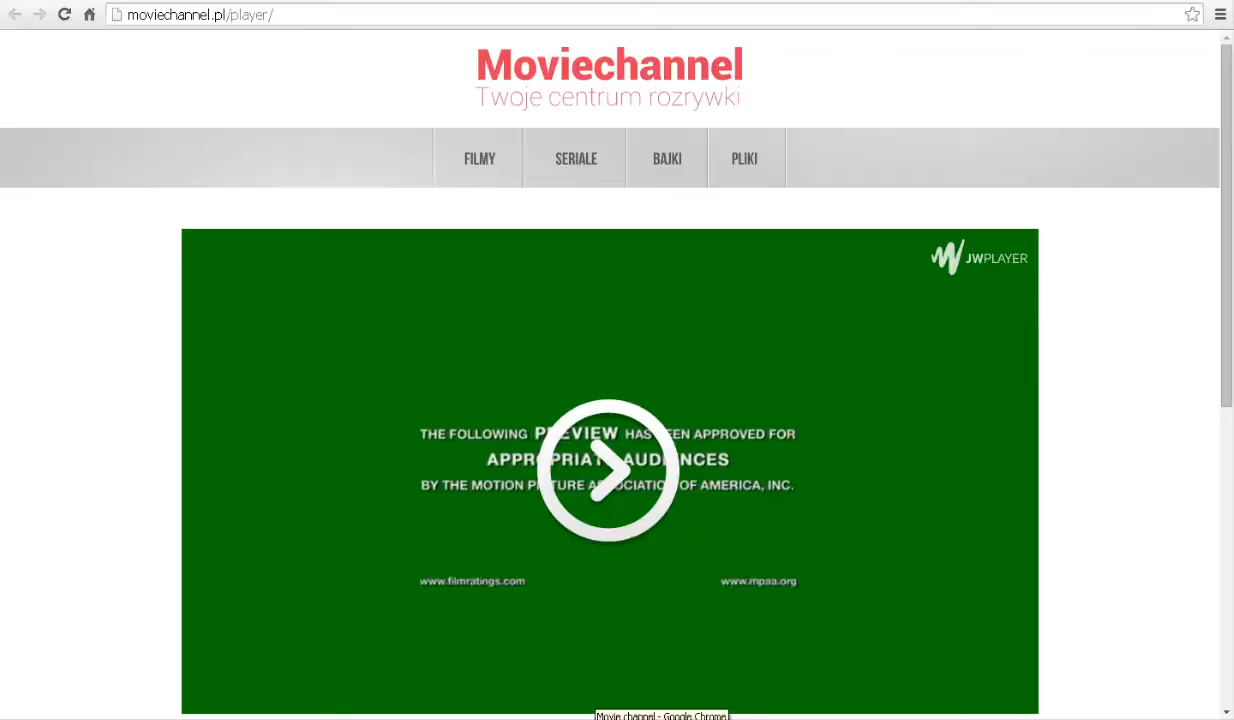 moviechannel.pl/player/
Moviechannel
Twoje centrum rozrywki
FILMY SERIALE BAJKI PLIKI
JWPLAYER
THE FOLLOWING PREVIEW HAS BEEN APPROVED FOR
APPROPRIATE AUDIENCES
BY THE MOTION PICTURE ASSOCIATION OF AMERICA, INC.
www.filmratings.com www.mpaa.org
Movie channel - Google Chrome